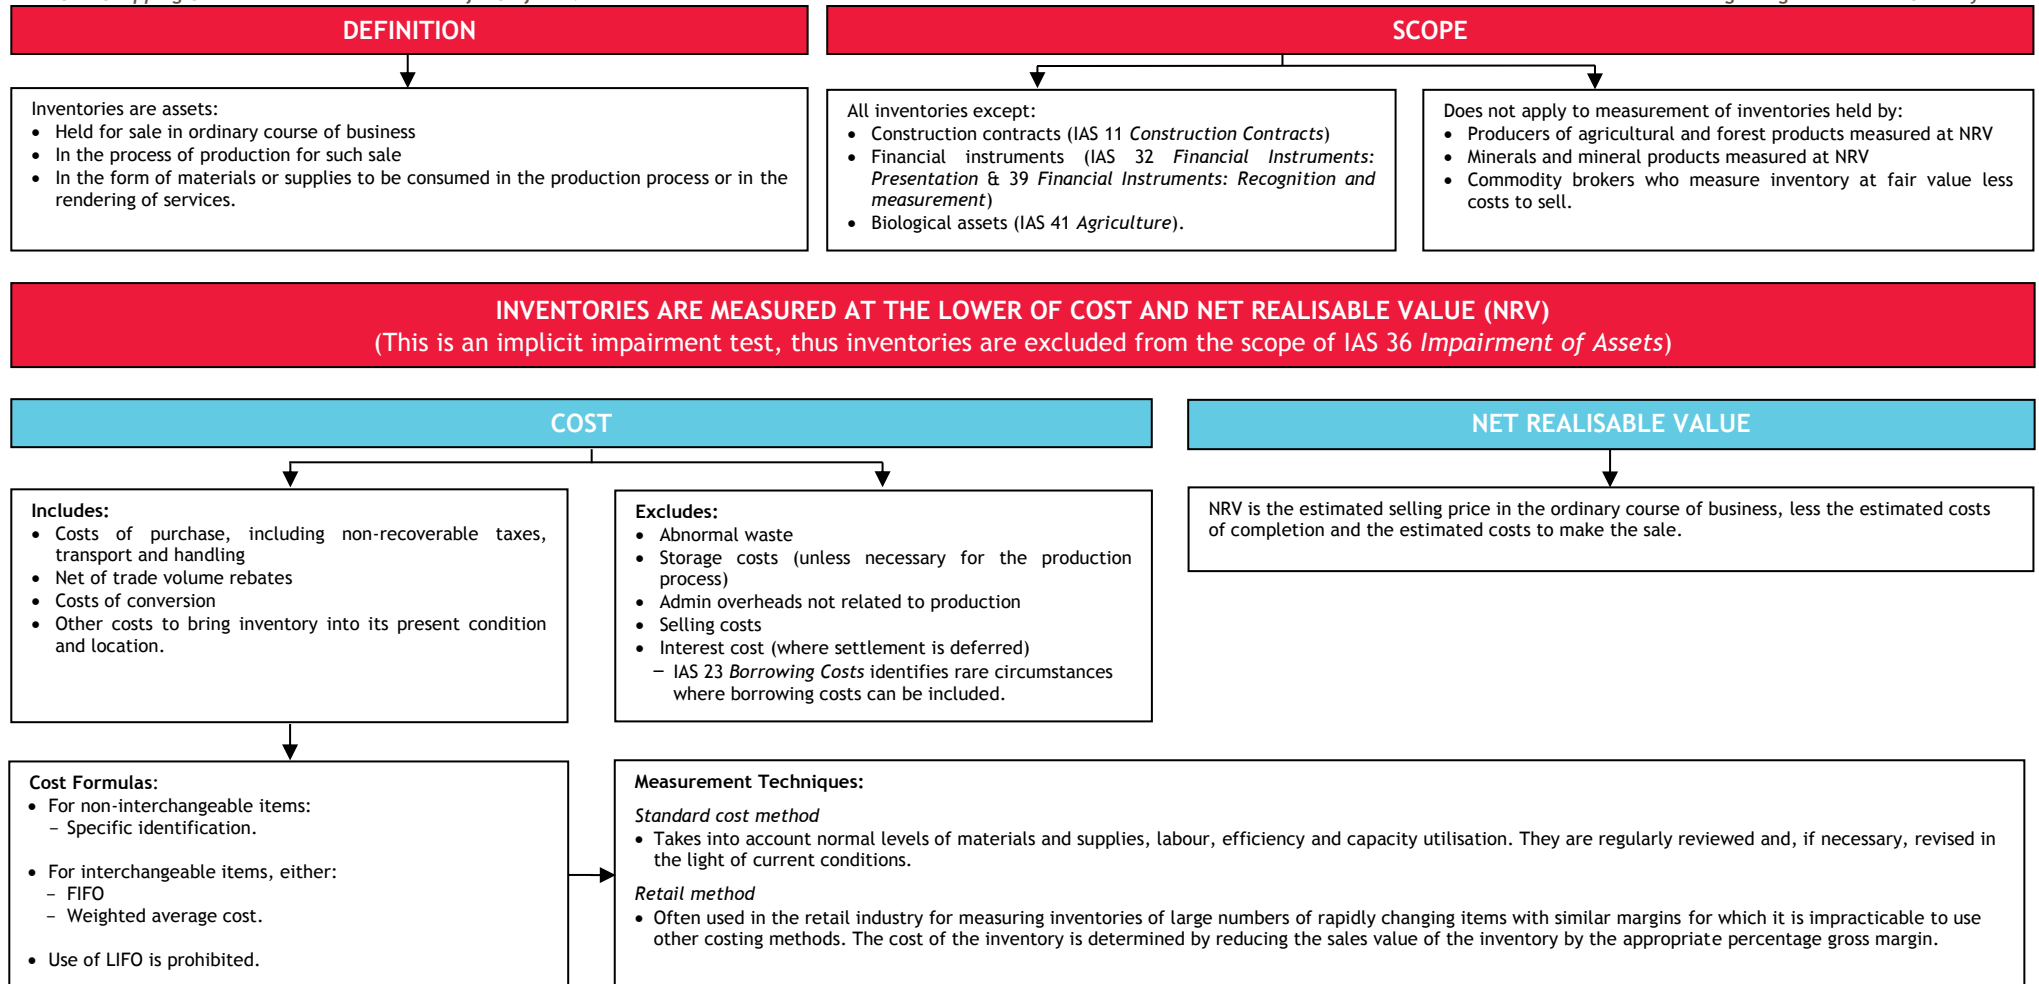 DEFINITION
Inventories are assets:
• Held for sale in ordinary course of business
• In the process of production for such sale
• In the form of materials or supplies to be consumed in the production process or in the
rendering of services.
SCOPE
All inventories except:
• Construction contracts (IAS 11 Construction Contracts)
• Financial instruments (IAS 32 Financial Instruments:
Presentation & 39 Financial Instruments: Recognition and
measurement)
• Biological assets (IAS 41 Agriculture).
Does not apply to measurement of inventories held by:
• Producers of agricultural and forest products measured at NRV
• Minerals and mineral products measured at NRV
• Commodity brokers who measure inventory at fair value less
costs to sell.
INVENTORIES ARE MEASURED AT THE LOWER OF COST AND NET REALISABLE VALUE (NRV)
(This is an implicit impairment test, thus inventories are excluded from the scope of IAS 36 Impairment of Assets)
COST
Includes:
• Costs of purchase, including non-recoverable taxes,
transport and handling
• Net of trade volume rebates
• Costs of conversion
• Other costs to bring inventory into its present condition
and location.
Excludes:
• Abnormal waste
• Storage costs (unless necessary for the production
process)
• Admin overheads not related to production
• Selling costs
• Interest cost (where settlement is deferred)
− IAS 23 Borrowing Costs identifies rare circumstances
where borrowing costs can be included.
NET REALISABLE VALUE
NRV is the estimated selling price in the ordinary course of business, less the estimated costs
of completion and the estimated costs to make the sale.
Cost Formulas:
• For non-interchangeable items:
− Specific identification.
• For interchangeable items, either:
− FIFO
− Weighted average cost.
• Use of LIFO is prohibited.
Measurement Techniques:
Standard cost method
• Takes into account normal levels of materials and supplies, labour, efficiency and capacity utilisation. They are regularly reviewed and, if necessary, revised in
the light of current conditions.
Retail method
• Often used in the retail industry for measuring inventories of large numbers of rapidly changing items with similar margins for which it is impracticable to use
other costing methods. The cost of the inventory is determined by reducing the sales value of the inventory by the appropriate percentage gross margin.